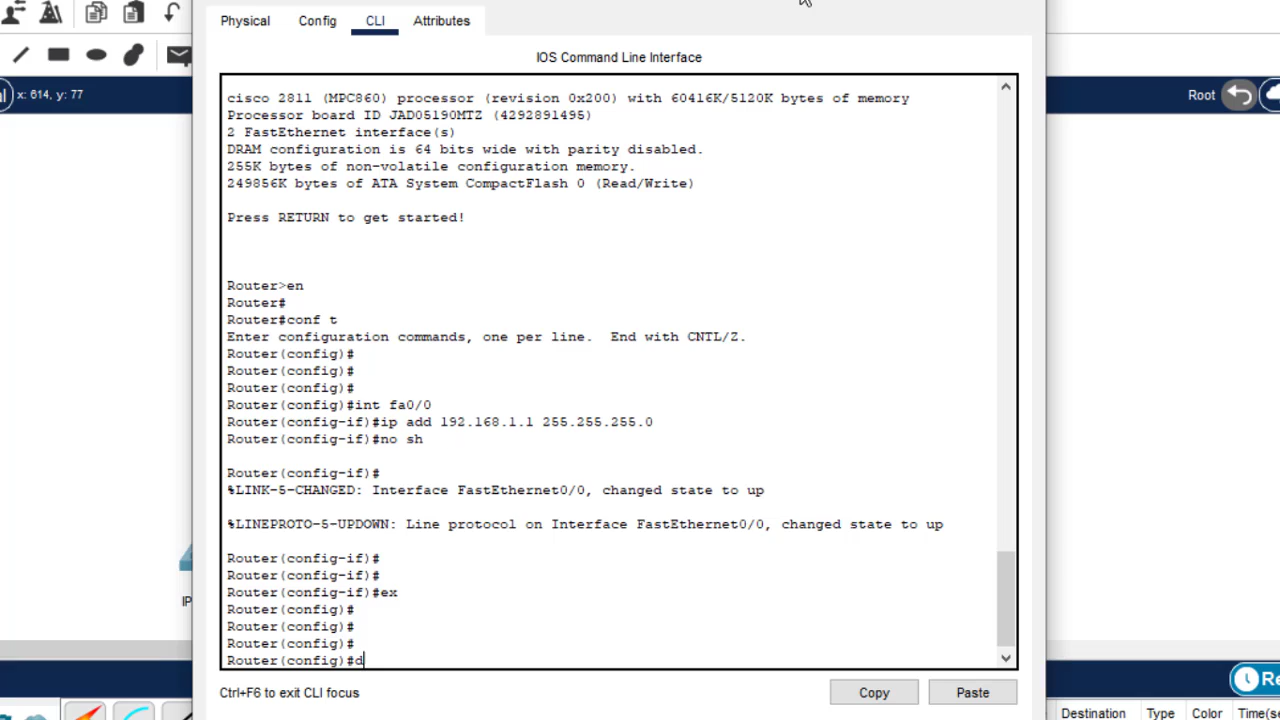 Physical Config CLI Attributes
IOS Command Line Interface
x: 614, y: 77
Root
cisco 2811 (MPC860) processor (revision 0x200) with 60416K/5120K bytes of memory
Processor board ID JAD05190MTZ (4292891495)
2 FastEthernet interface(s)
DRAM configuration is 64 bits wide with parity disabled.
255K bytes of non-volatile configuration memory.
249856K bytes of ATA System CompactFlash 0 (Read/Write)
Press RETURN to get started!
Router>en
Router#
Router#conf t
Enter configuration commands, one per line.  End with CNTL/Z.
Router(config)#
Router(config)#
Router(config)#
Router(config)#int fa0/0
Router(config-if)#ip add 192.168.1.1 255.255.255.0
Router(config-if)#no sh
Router(config-if)#
%LINK-5-CHANGED: Interface FastEthernet0/0, changed state to up
%LINEPROTO-5-UPDOWN: Line protocol on Interface FastEthernet0/0, changed state to up
Router(config-if)#
Router(config-if)#
Router(config-if)#ex
Router(config)#
Router(config)#
Router(config)#
Router(config)#d
IP
Ctrl+F6 to exit CLI focus
Copy Paste
Re
Destination Type Color Time(se